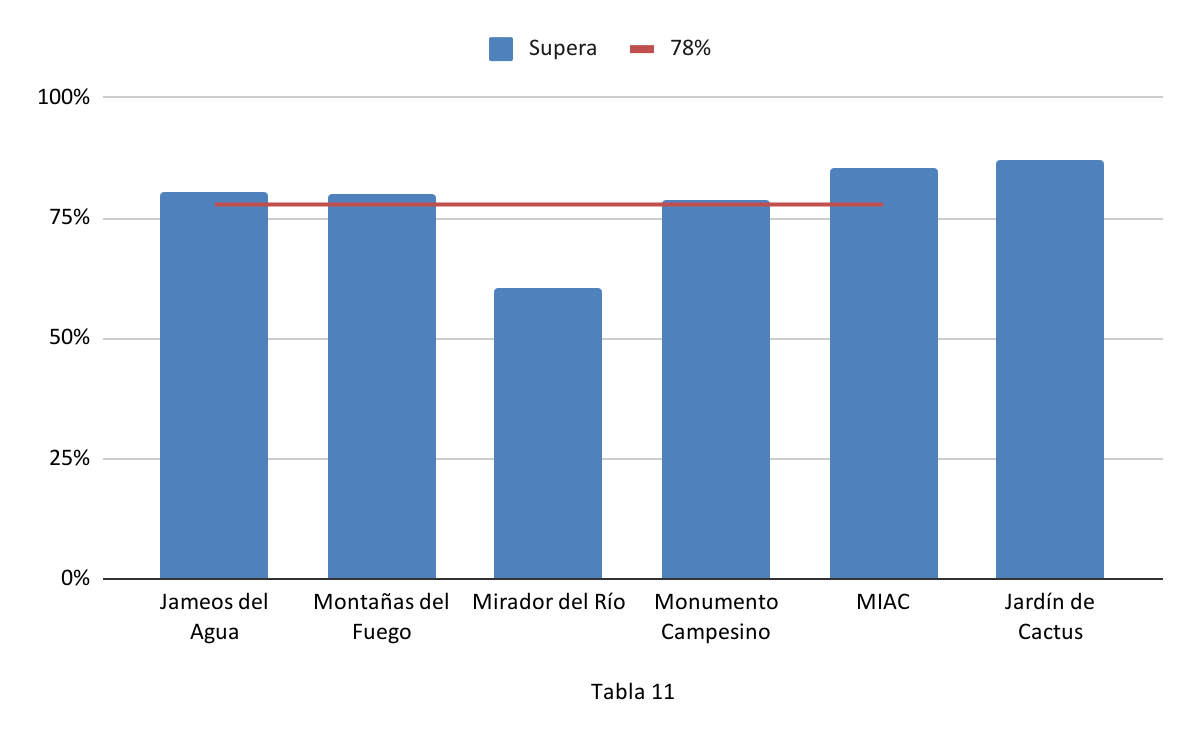 Supera 78%
100%
75%
50%
25%
0%
Jameos del Agua
Montañas del Fuego
Mirador del Río
Monumento Campesino
MIAC
Jardín de Cactus
Tabla 11